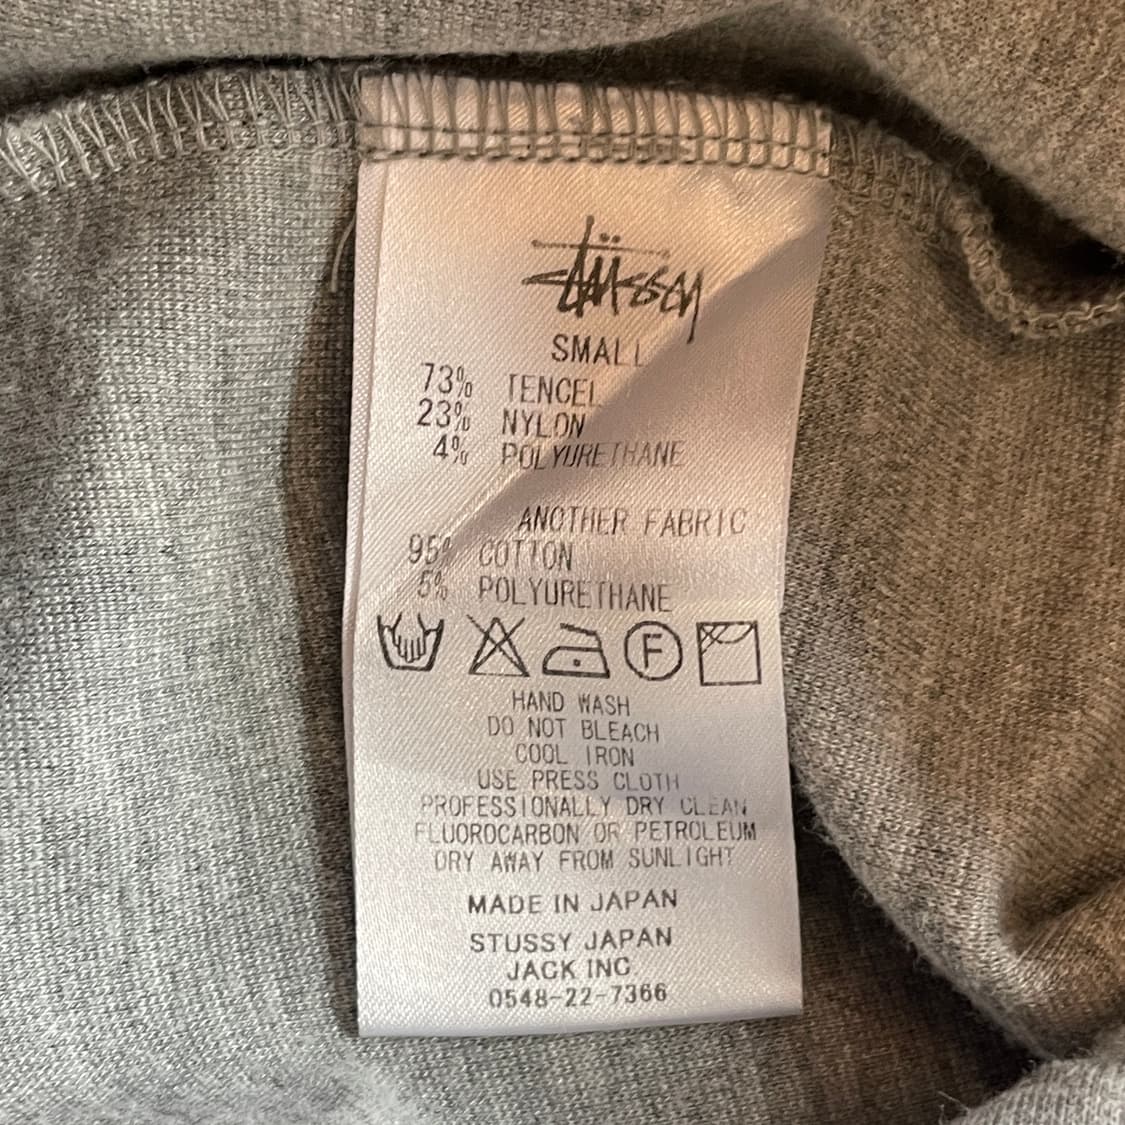 stüssy
SMALL
73% TENCEL
23% NYLON
4% POLYURETHANE
ANOTHER FABRIC
95% COTTON
5% POLYURETHANE
F
HAND WASH
DO NOT BLEACH
COOL IRON
USE PRESS CLOTH
PROFESSIONALLY DRY CLEAN
FLUOROCARBON OR PETROLEUM
DRY AWAY FROM SUNLIGHT
MADE IN JAPAN
STUSSY JAPAN
JACK INC
0548-22-7366